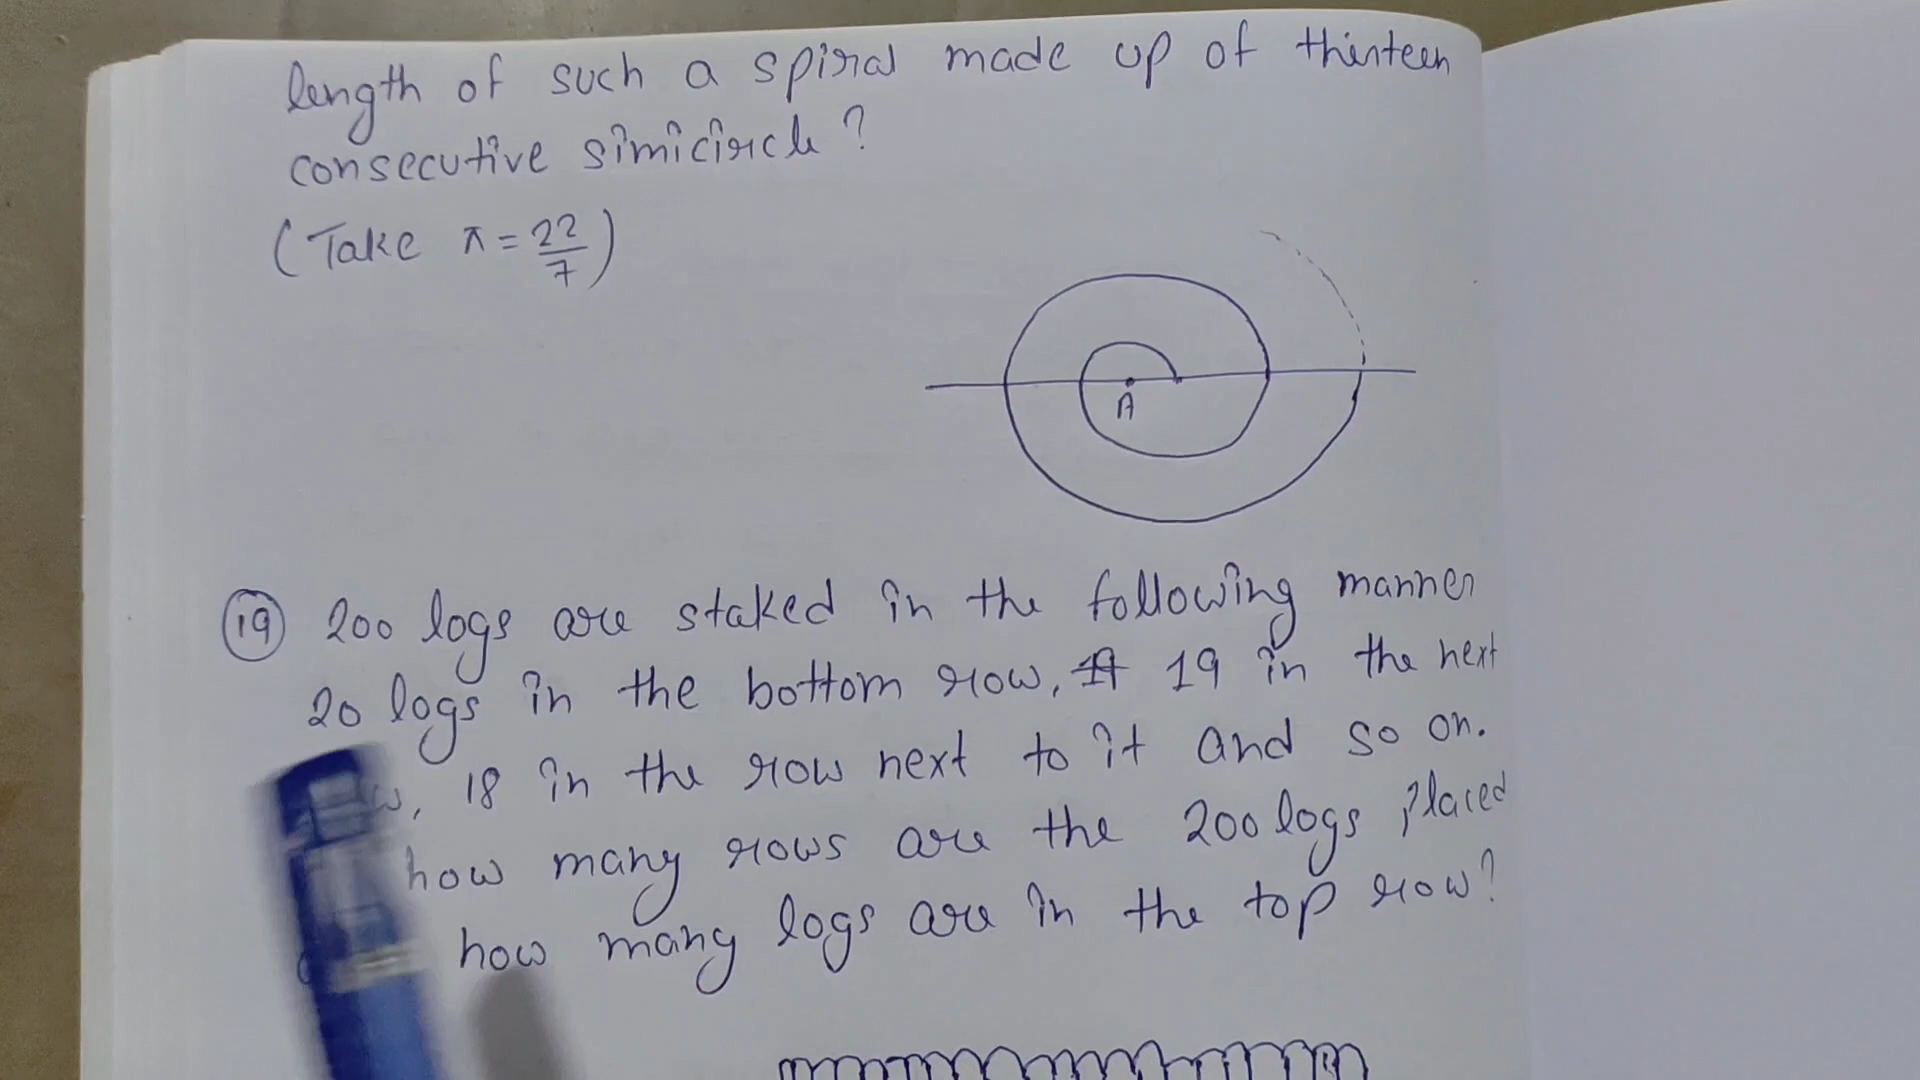 length of such a spiral made up of thirteen
consecutive simicircle?
(Take π = 22/7)
A
(19) 200 logs are staked in the following manner
20 logs in the bottom row, 19 in the next
18 in the row next to it and so on.
how many rows are the 200 logs placed
how many logs are in the top row?